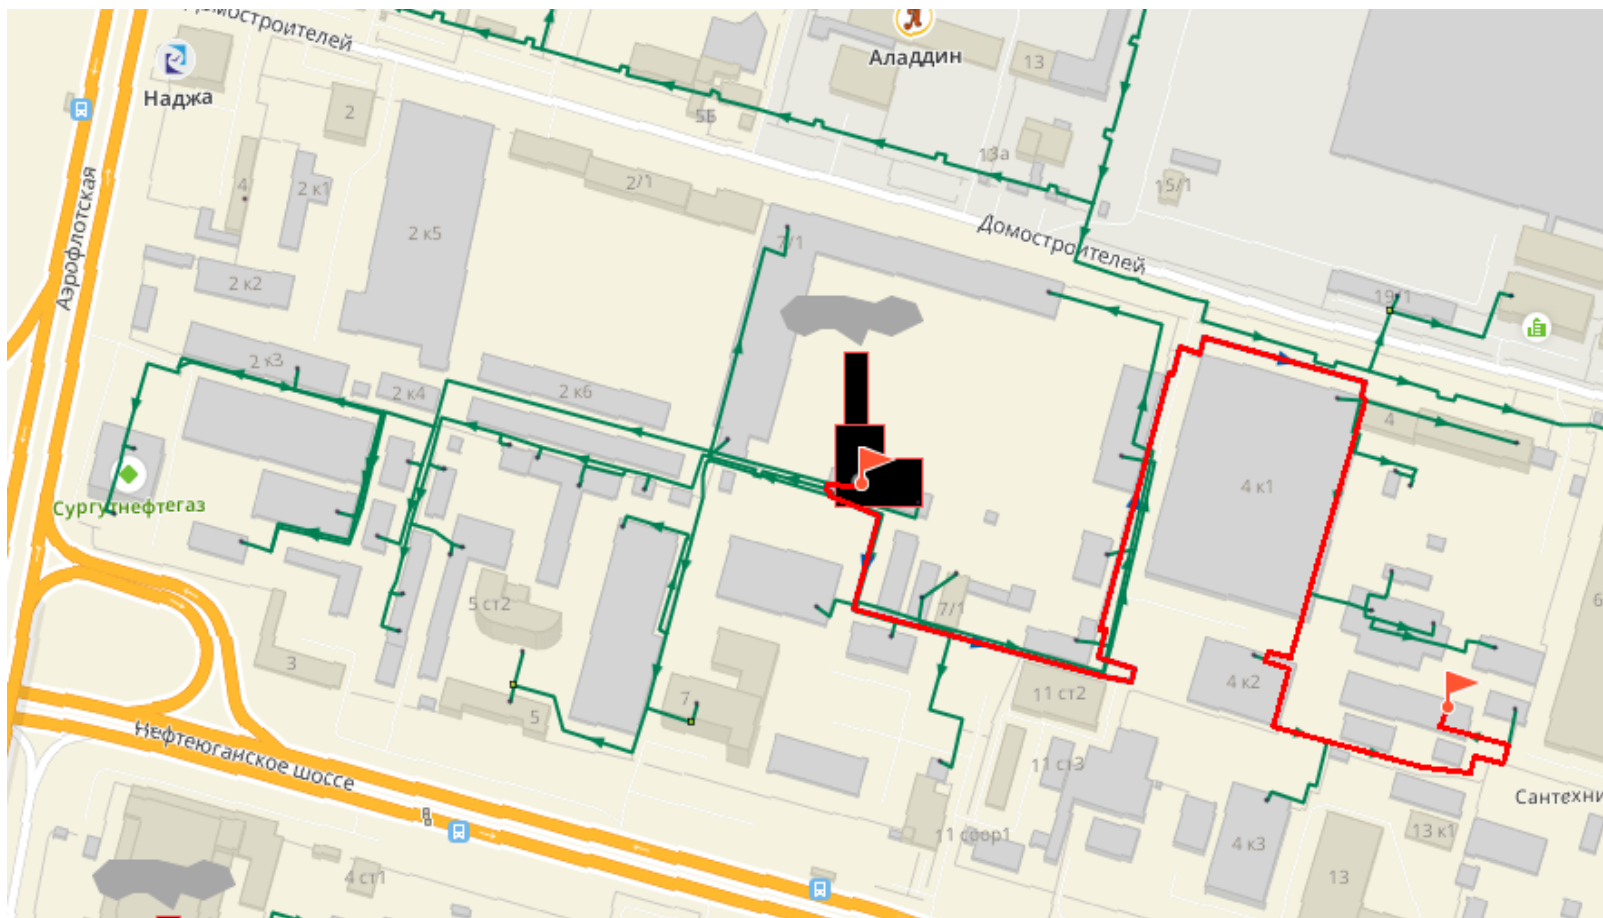 Домостроителей
Аладдин
13
Наджа
2
5Б
13а
4
2 к1
2/1
15/1
Аэрофлотская
2 к5
7/1
Домостроителей
2 к2
19/1
2 к3
2 к4
2 к6
4
4 к1
Сургутнефтегаз
5 ст2
7/1
6
3
4 к2
7
11 ст2
5
Нефтеюганское шоссе
11 ст3
Сантехни
11 соор1
13 к1
4 к3
4 ст1
13